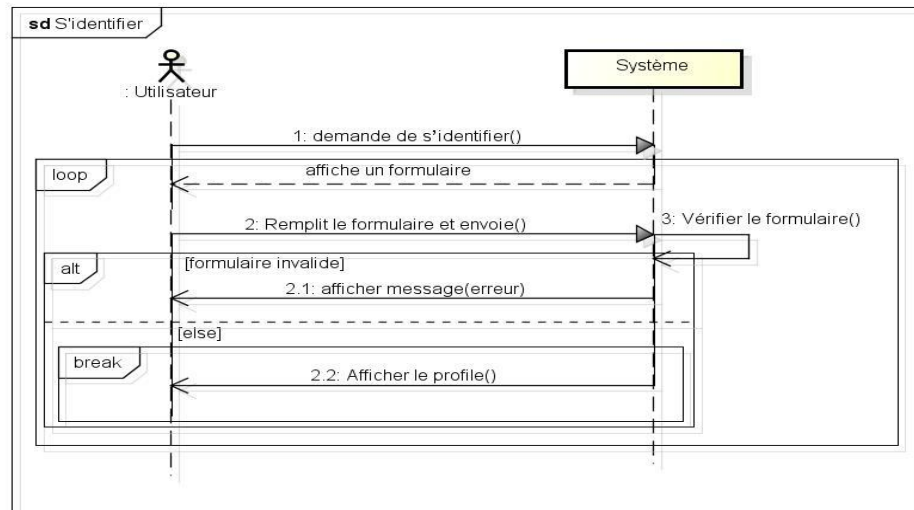 sd S'identifier
Système
: Utilisateur
1: demande de s'identifier()
loop
affiche un formulaire
2: Remplit le formulaire et envoie()
3: Vérifier le formulaire()
alt
[formulaire invalide]
2.1: afficher message(erreur)
[else]
break
2.2: Afficher le profile()